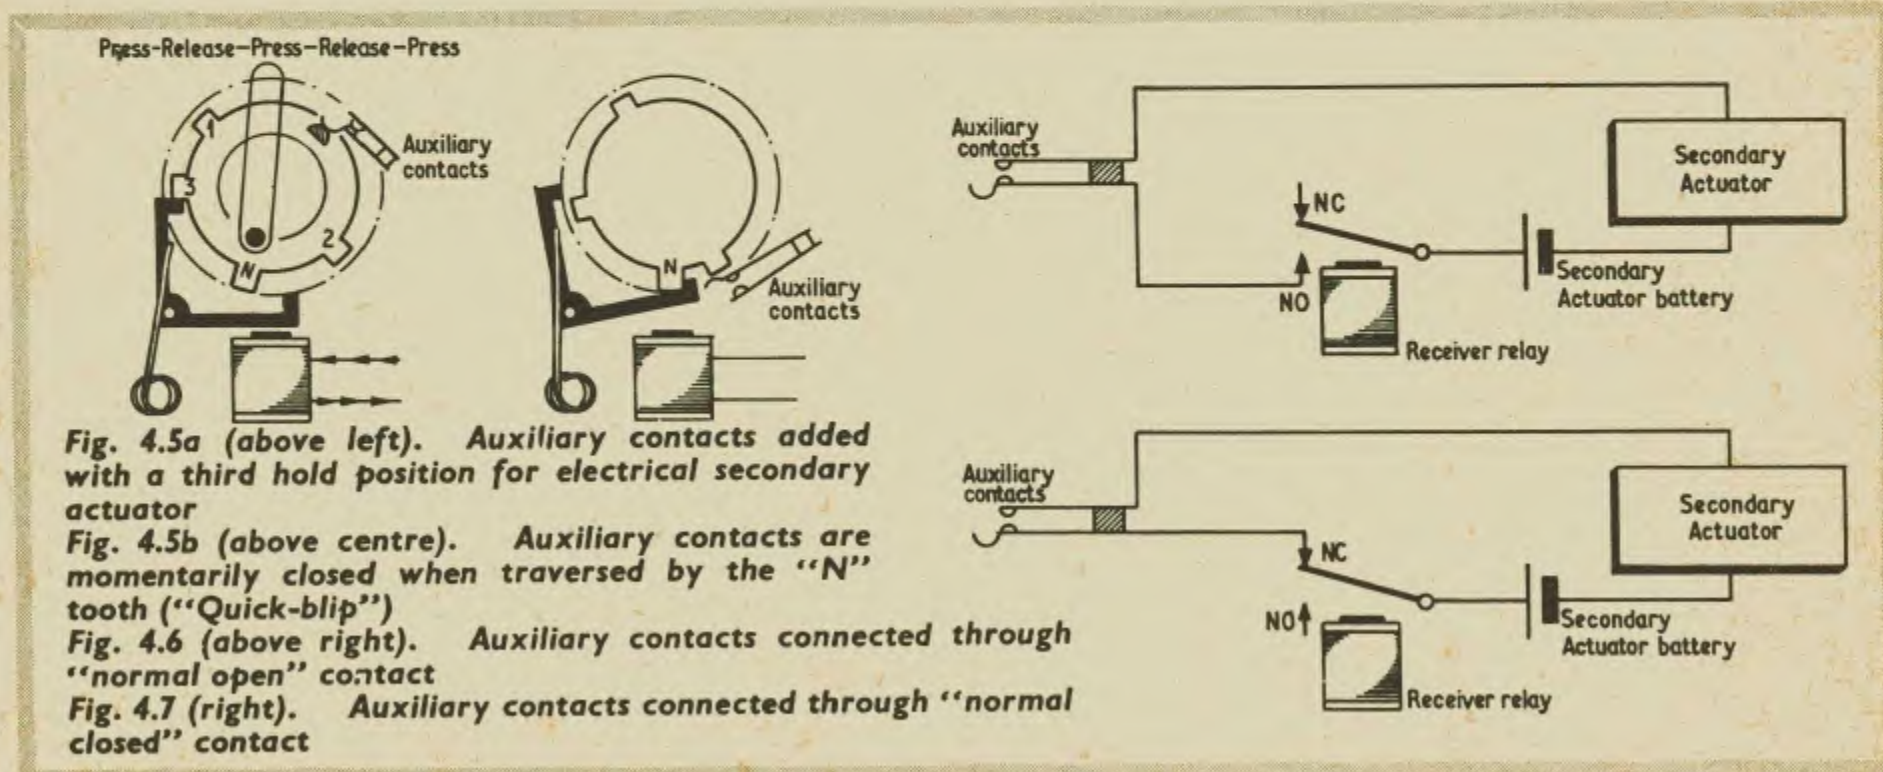 Press-Release-Press-Release-Press
1
Auxiliary
contacts
3
2
N
N
Auxiliary
contacts
Auxiliary
contacts
Secondary
Actuator
NC
NO
Secondary
Actuator battery
Receiver relay
Fig. 4.5a (above left). Auxiliary contacts added
with a third hold position for electrical secondary
actuator
Fig. 4.5b (above centre). Auxiliary contacts are
momentarily closed when traversed by the “N”
tooth (“Quick-blip”)
Fig. 4.6 (above right). Auxiliary contacts connected through
“normal open” contact
Fig. 4.7 (right). Auxiliary contacts connected through “normal
closed” contact
Auxiliary
contacts
Secondary
Actuator
NC
NO
Secondary
Actuator battery
Receiver relay